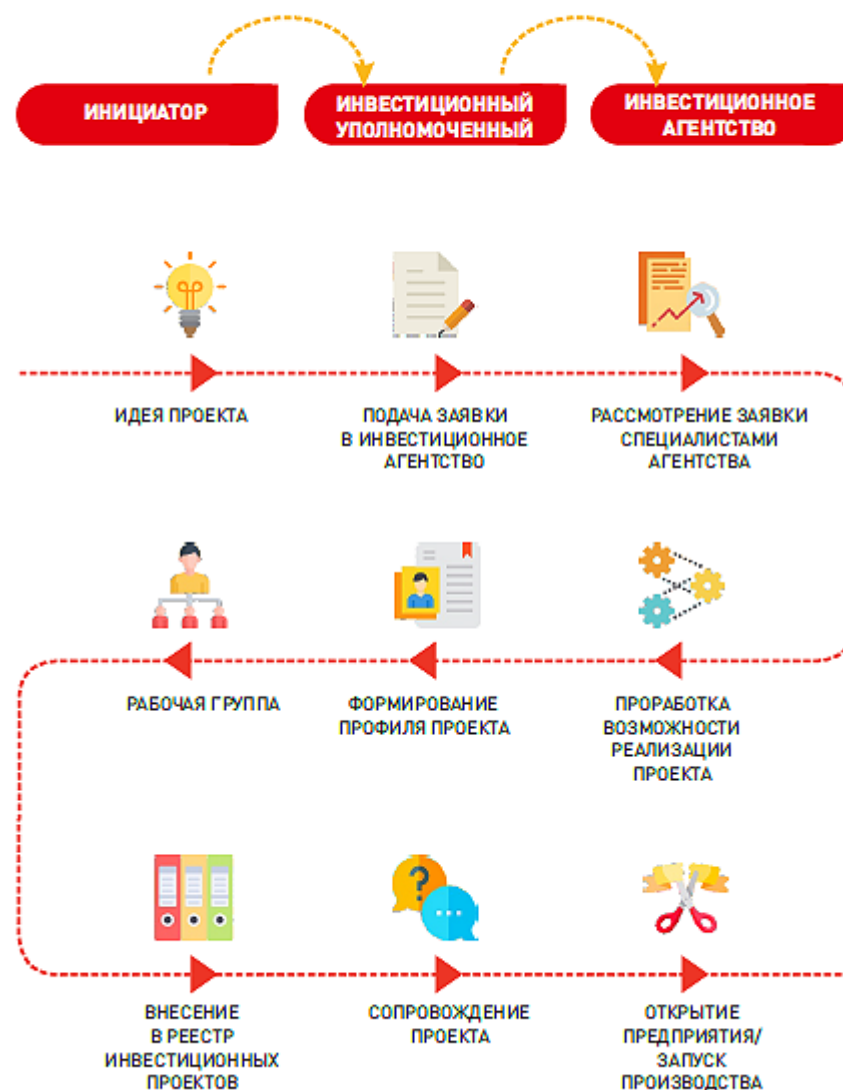 ИНИЦИАТОР
ИНВЕСТИЦИОННЫЙ
УПОЛНОМОЧЕННЫЙ
ИНВЕСТИЦИОННОЕ
АГЕНТСТВО
ИДЕЯ ПРОЕКТА
ПОДАЧА ЗАЯВКИ
В ИНВЕСТИЦИОННОЕ
АГЕНТСТВО
РАССМОТРЕНИЕ ЗАЯВКИ
СПЕЦИАЛИСТАМИ
АГЕНТСТВА
РАБОЧАЯ ГРУППА
ФОРМИРОВАНИЕ
ПРОФИЛЯ ПРОЕКТА
ПРОРАБОТКА
ВОЗМОЖНОСТИ
РЕАЛИЗАЦИИ
ПРОЕКТА
?
ВНЕСЕНИЕ
В РЕЕСТР
ИНВЕСТИЦИОННЫХ
ПРОЕКТОВ
СОПРОВОЖДЕНИЕ
ПРОЕКТА
ОТКРЫТИЕ
ПРЕДПРИЯТИЯ/
ЗАПУСК
ПРОИЗВОДСТВА